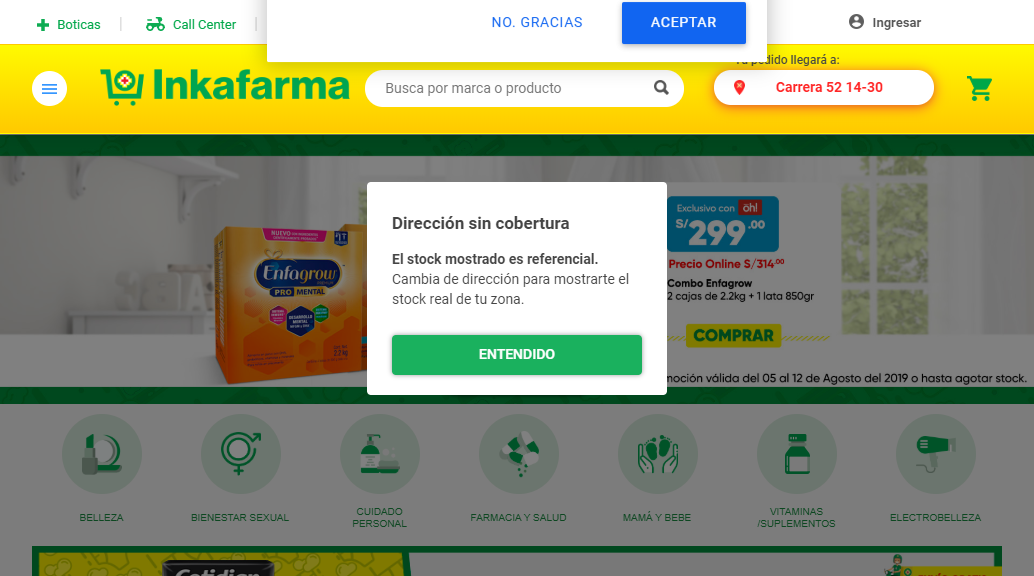 NO. GRACIAS
ACEPTAR
Boticas
Call Center
Ingresar
Inkafarma
Busca por marca o producto
Tu pedido llegará a:
Carrera 52 14-30
Dirección sin cobertura
El stock mostrado es referencial.
Cambia de dirección para mostrarte el
stock real de tu zona.
ENTENDIDO
NUEVO
Enfagrow
PRO MENTAL
DESARROLLO
MENTAL
Exclusivo con oh!
S/299.00
Precio Online S/314.00
Combo Enfagrow
2 cajas de 2.2kg + 1 lata 850gr
COMPRAR
moción válida del 05 al 12 de Agosto del 2019 o hasta agotar stock.
BELLEZA
BIENESTAR SEXUAL
CUIDADO
PERSONAL
FARMACIA Y SALUD
MAMÁ Y BEBE
VITAMINAS
/SUPLEMENTOS
ELECTROBELLEZA